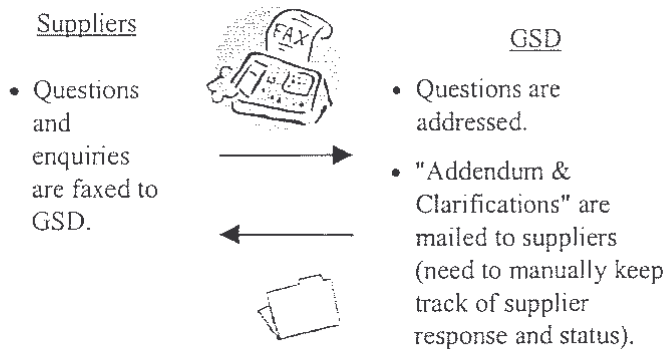 Suppliers
• Questions
and
enquiries
are faxed to
GSD.
FAX
GSD
• Questions are
addressed.
• "Addendum &
Clarifications" are
mailed to suppliers
(need to manually keep
track of supplier
response and status).